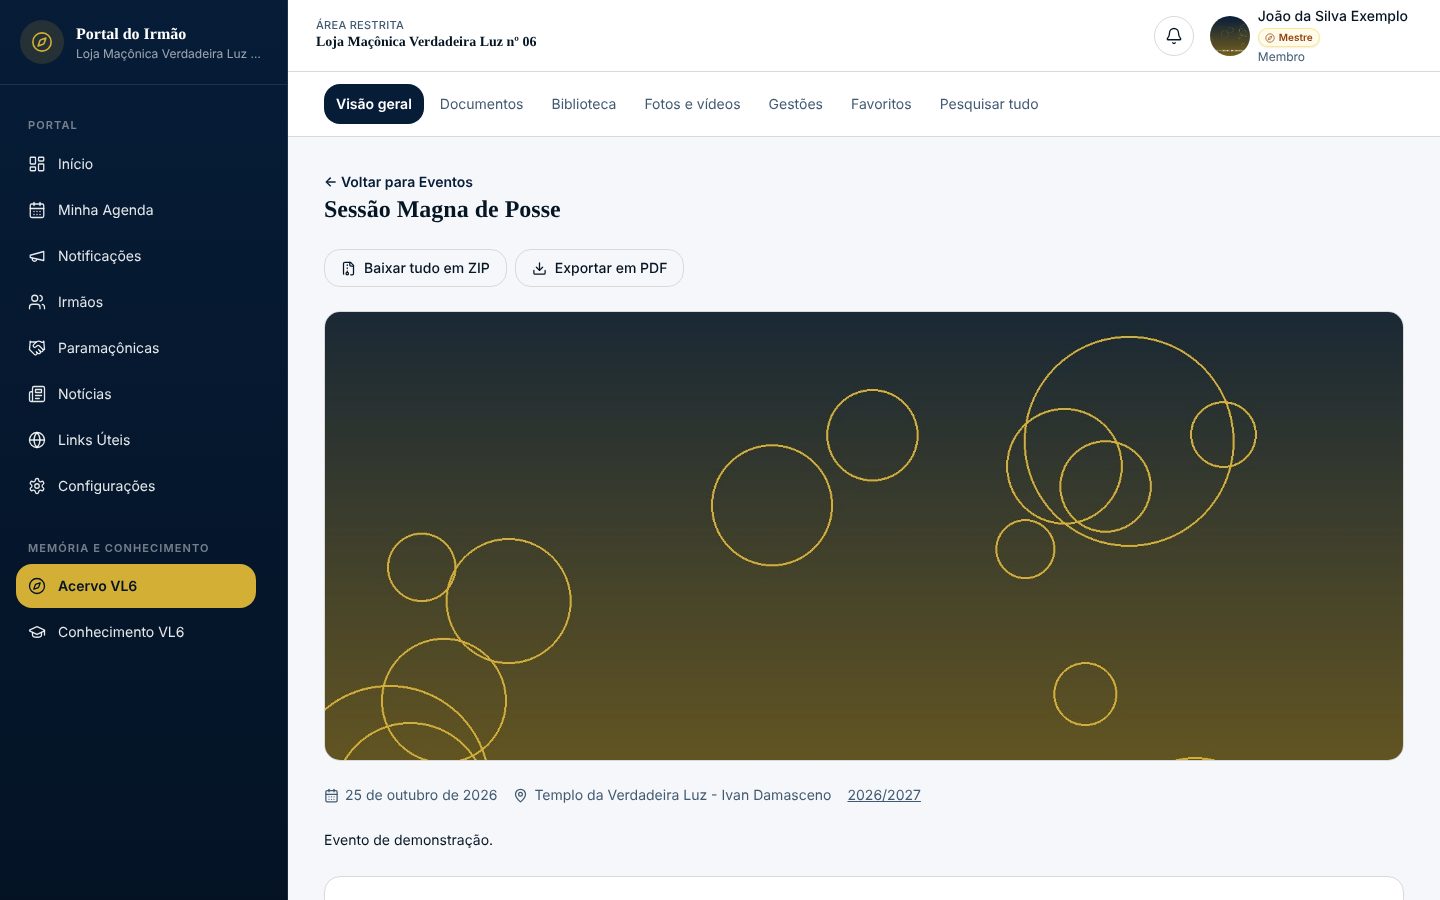 Portal do Irmão
Loja Maçônica Verdadeira Luz ...
PORTAL
Início
Minha Agenda
Notificações
Irmãos
Paramaçônicas
Notícias
Links Úteis
Configurações
MEMÓRIA E CONHECIMENTO
Acervo VL6
Conhecimento VL6
ÁREA RESTRITA
Loja Maçônica Verdadeira Luz nº 06
João da Silva Exemplo
Mestre
Membro
Visão geral
Documentos
Biblioteca
Fotos e vídeos
Gestões
Favoritos
Pesquisar tudo
← Voltar para Eventos
Sessão Magna de Posse
Baixar tudo em ZIP
Exportar em PDF
25 de outubro de 2026
Templo da Verdadeira Luz - Ivan Damasceno
2026/2027
Evento de demonstração.